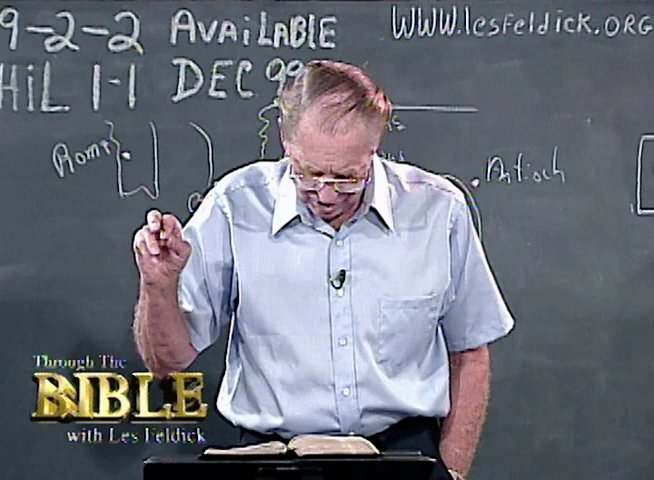 9-2-2 AVAILABLE
www.lesfeldick.org
HIL 1-1 DEC 99
Rome
Antioch
Through The
BIBLE
with Les Feldick